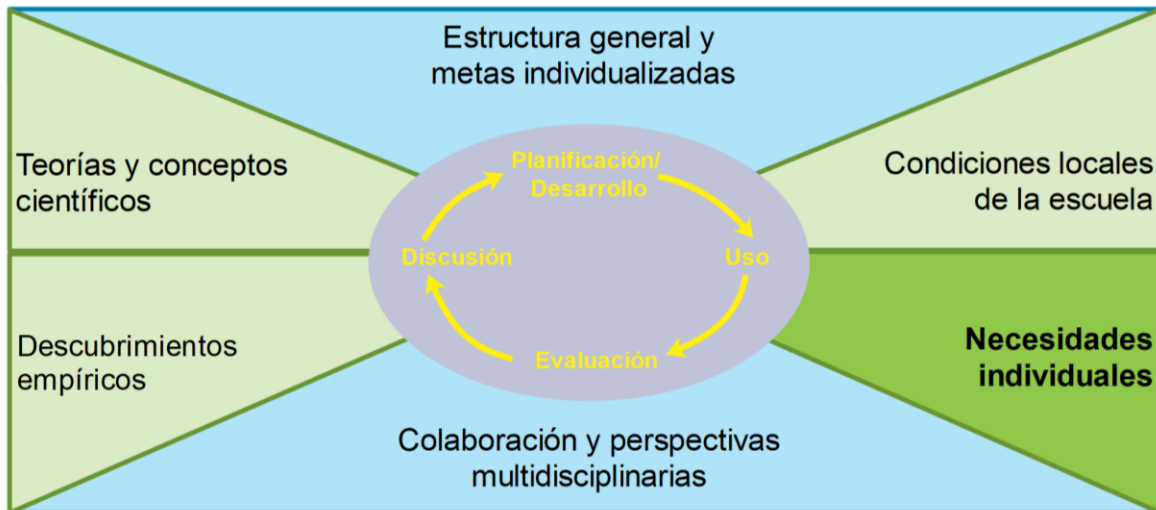 Estructura general y
metas individualizadas
Teorías y conceptos
científicos
Condiciones locales
de la escuela
Planificación/
Desarrollo
Discusión
Uso
Evaluación
Descubrimientos
empíricos
Necesidades
individuales
Colaboración y perspectivas
multidisciplinarias